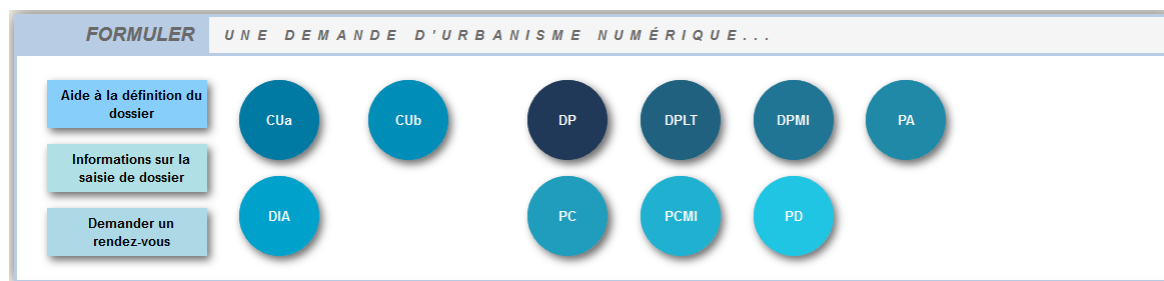 FORMULER UNE DEMANDE D'URBANISME NUMÉRIQUE...
Aide à la définition du
dossier
Informations sur la
saisie de dossier
Demander un
rendez-vous
CUa CUb DP DPLT DPMI PA
DIA PC PCMI PD